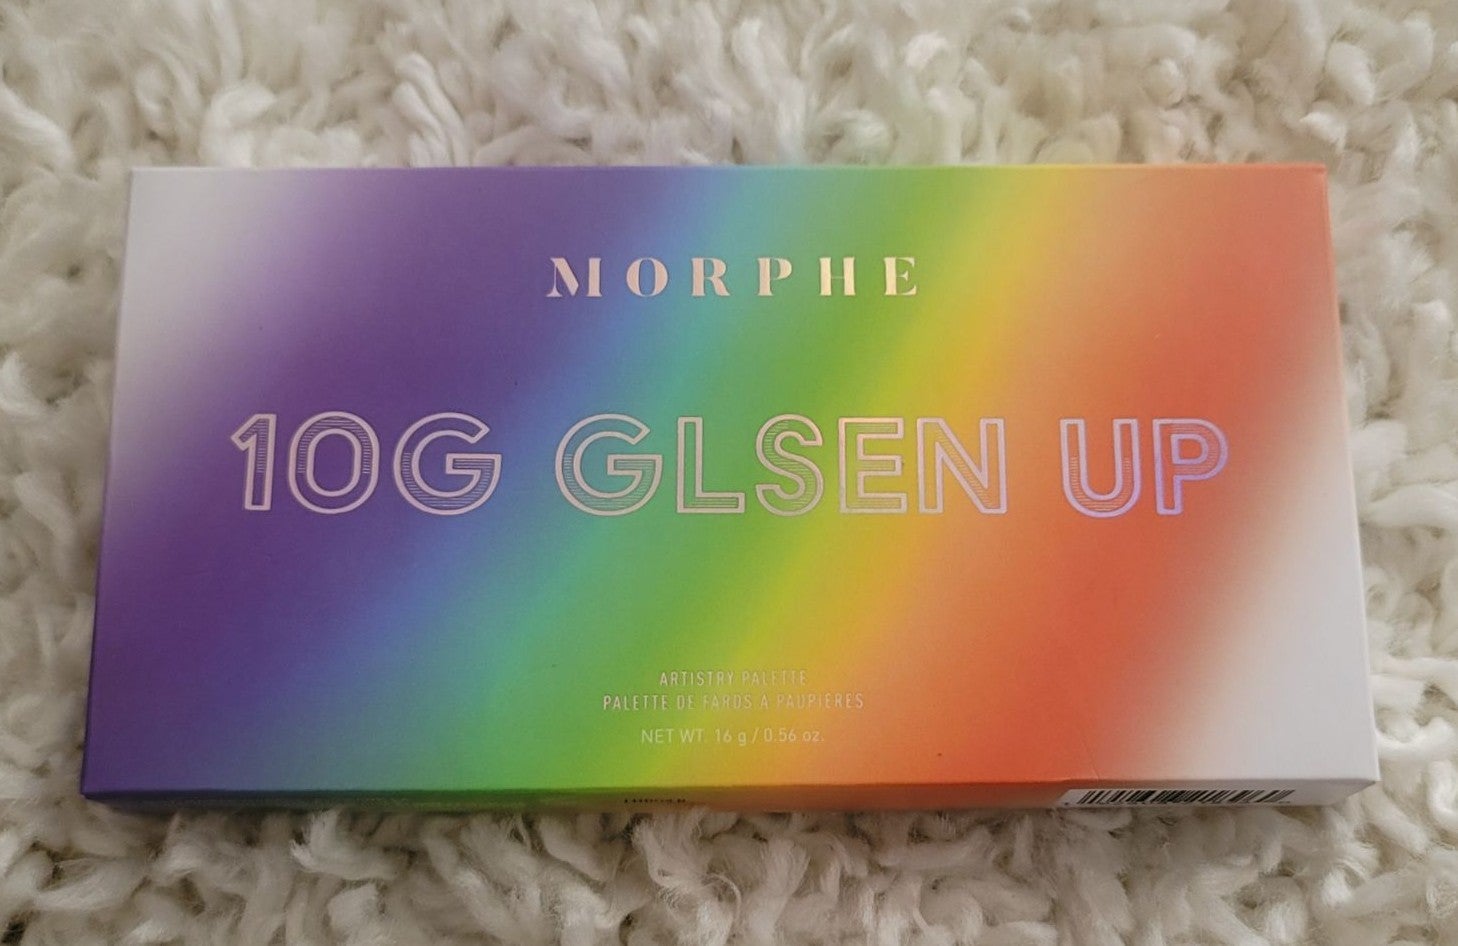 MORPHE
10G GLSEN UP
ARTISTRY PALETTE
PALETTE DE FARDS À PAUPIÈRES
NET WT. 16 g / 0.56 oz.